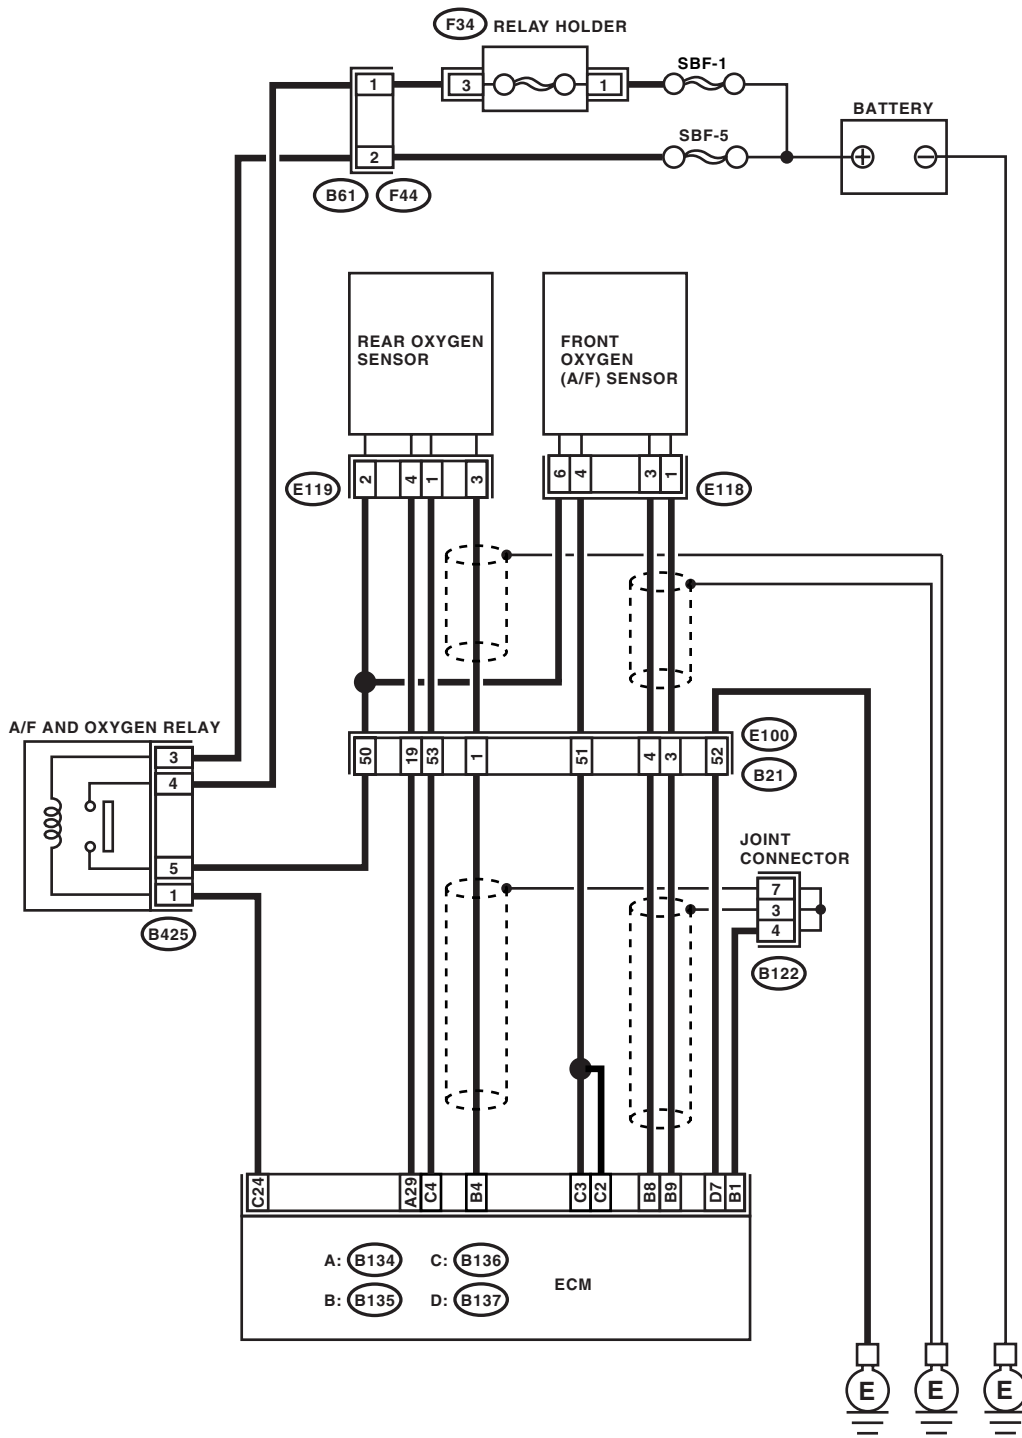 F34 RELAY HOLDER
SBF-1
1 3 1
BATTERY
SBF-5
2
B61 F44
REAR OXYGEN
SENSOR
FRONT
OXYGEN
(A/F) SENSOR
2 4 1 3
6 4 3 1
E119
E118
A/F AND OXYGEN RELAY
E100
50 19 53 1 51 4 3 52
3
4
B21
JOINT
CONNECTOR
5
7
1
3
4
B425
B122
C24 A29 C4 B4 C3 C2 B8 B9 D7 B1
A: B134 C: B136
ECM
B: B135 D: B137
E E E